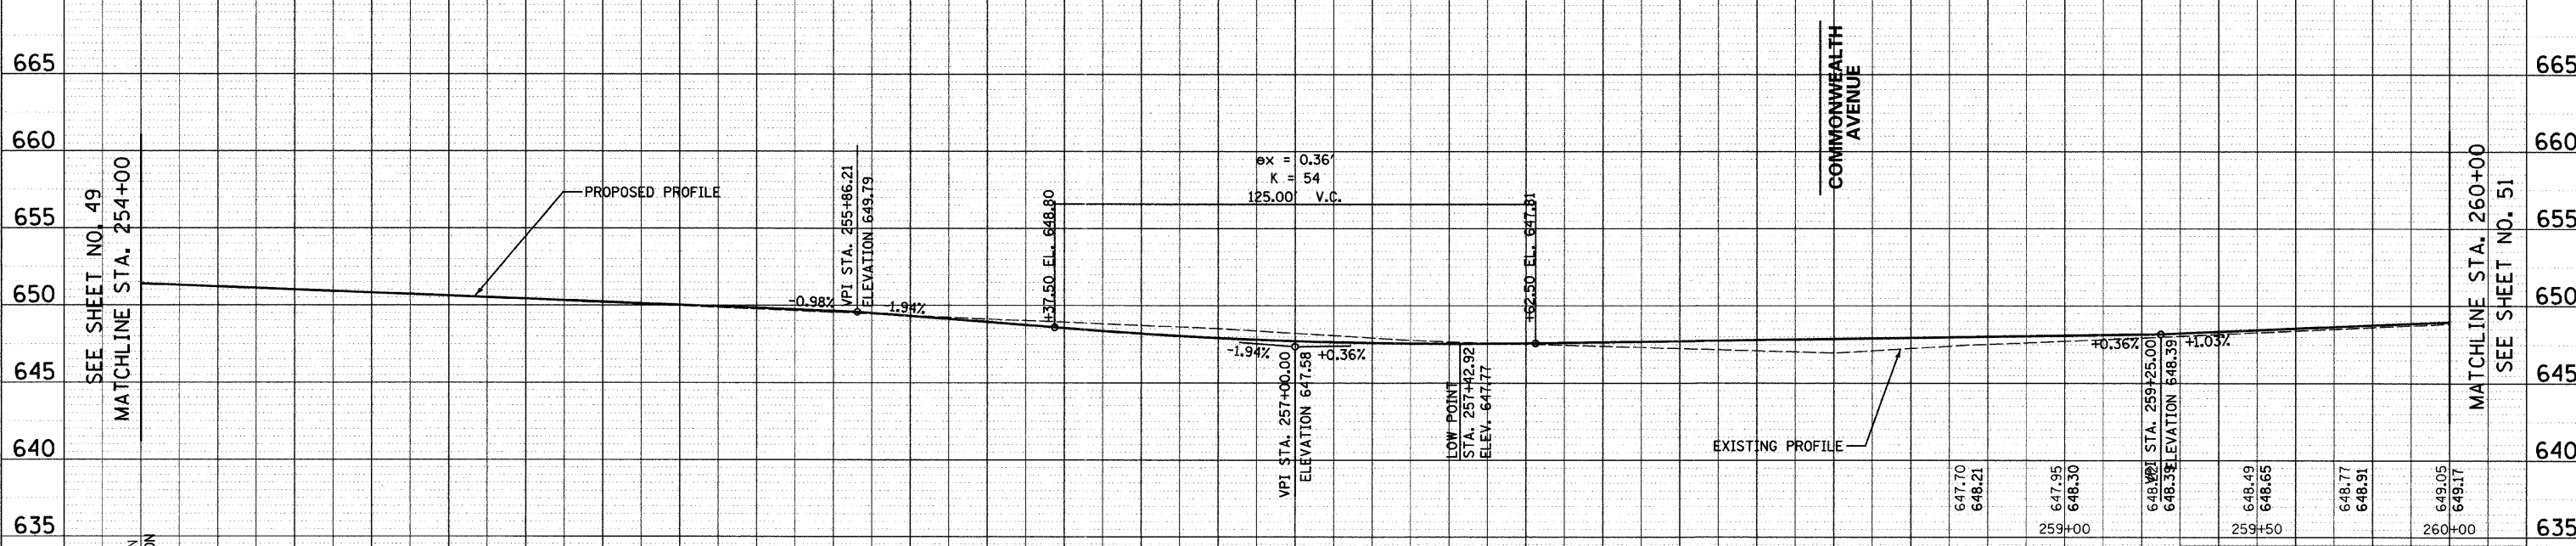 665
660
655
650
645
640
635
SEE SHEET NO. 49
MATCHLINE STA. 254+00
PROPOSED PROFILE
-0.98%
VPI STA. 255+86.21
ELEVATION 649.79
-1.94%
+37.50 EL. 648.80
ex = 0.36'
K = 54
125.00' V.C.
+62.50 EL. 647.81
-1.94%
VPI STA. 257+00.00
ELEVATION 647.58
+0.36%
LOW POINT
STA. 257+42.92
ELEV. 647.77
COMMONWEALTH
AVENUE
EXISTING PROFILE
+0.36%
VPI STA. 259+25.00
ELEVATION 648.39
+1.03%
647.70
648.21
647.95
648.30
648.39
648.49
648.65
648.77
648.91
649.05
649.17
259+00
259+50
260+00
MATCHLINE STA. 260+00
SEE SHEET NO. 51
665
660
655
650
645
640
635